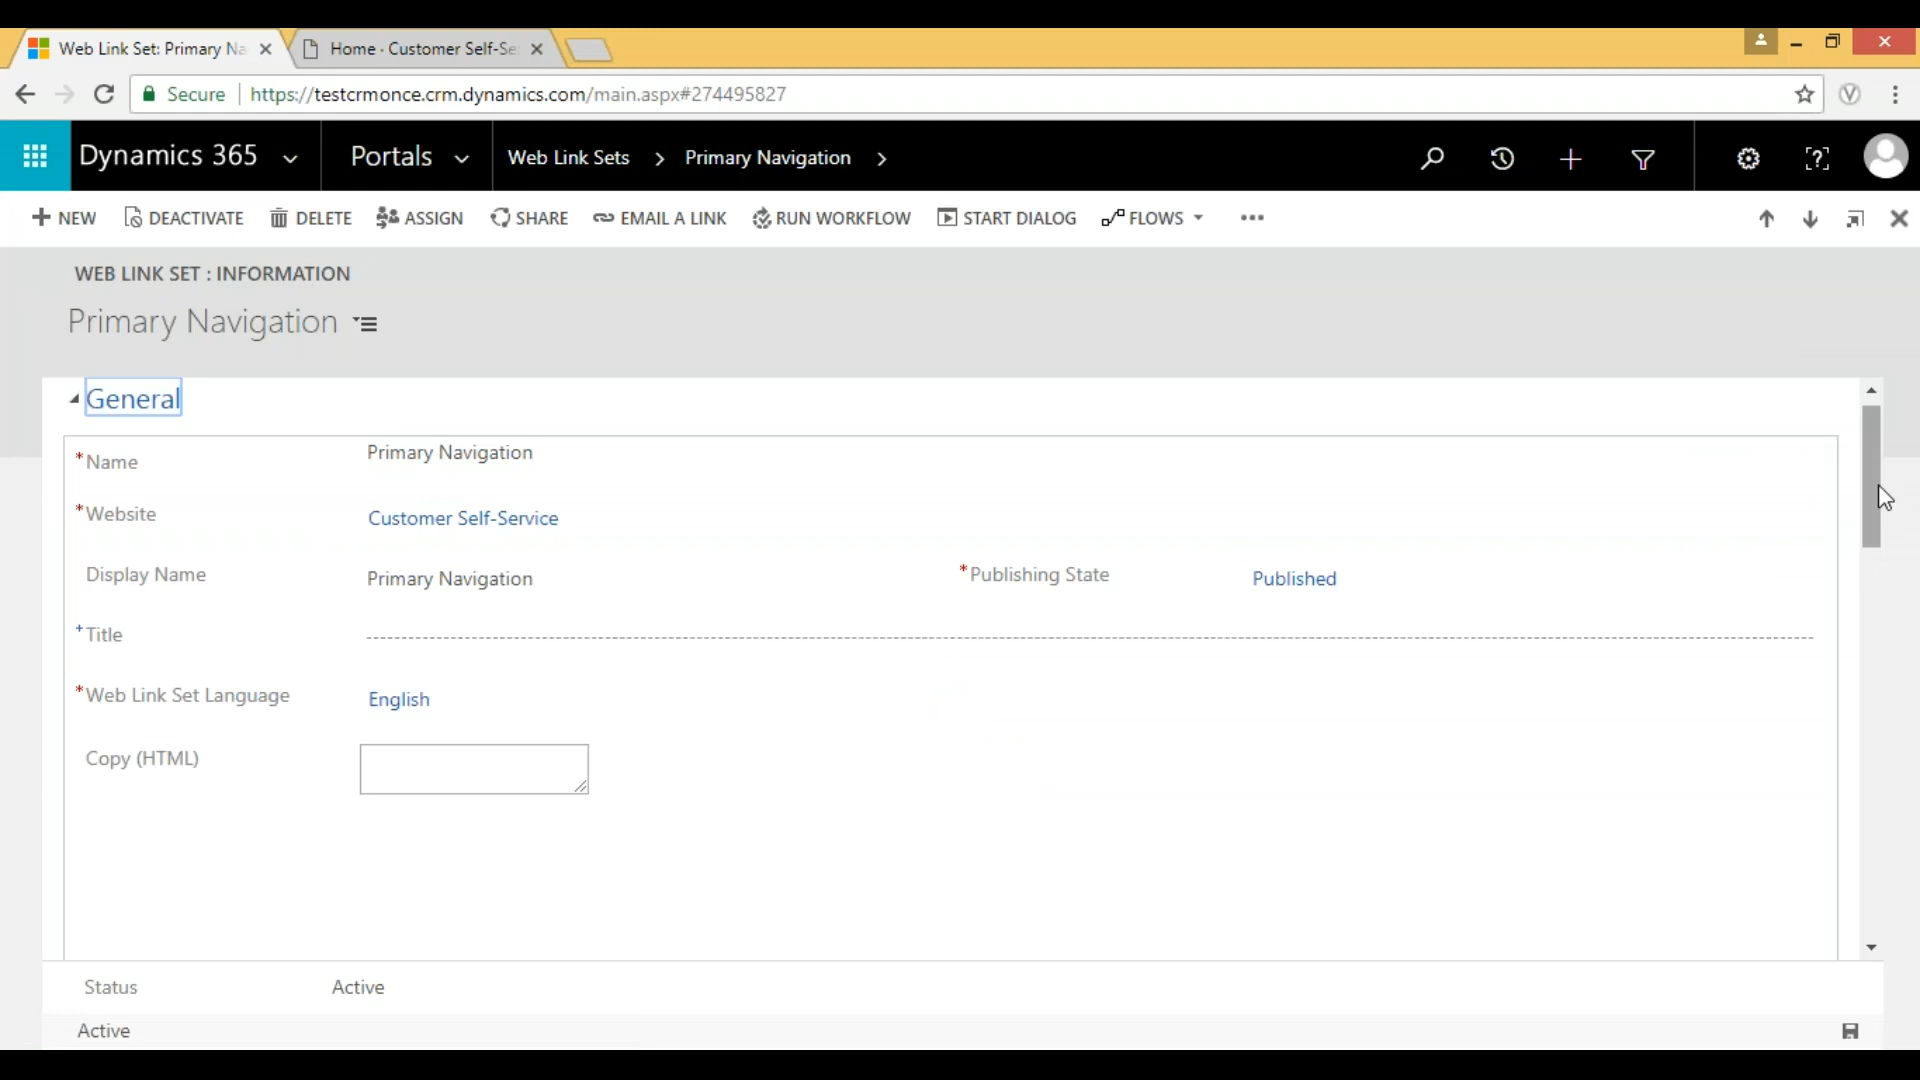 Web Link Set: Primary Na
Home · Customer Self-Se
Secure https://testcrmonce.crm.dynamics.com/main.aspx#274495827
Dynamics 365 Portals Web Link Sets > Primary Navigation >
NEW DEACTIVATE DELETE ASSIGN SHARE EMAIL A LINK RUN WORKFLOW START DIALOG FLOWS •••
WEB LINK SET : INFORMATION
Primary Navigation
General
*Name Primary Navigation
*Website Customer Self-Service
Display Name Primary Navigation *Publishing State Published
+Title
*Web Link Set Language English
Copy (HTML)
Status Active
Active